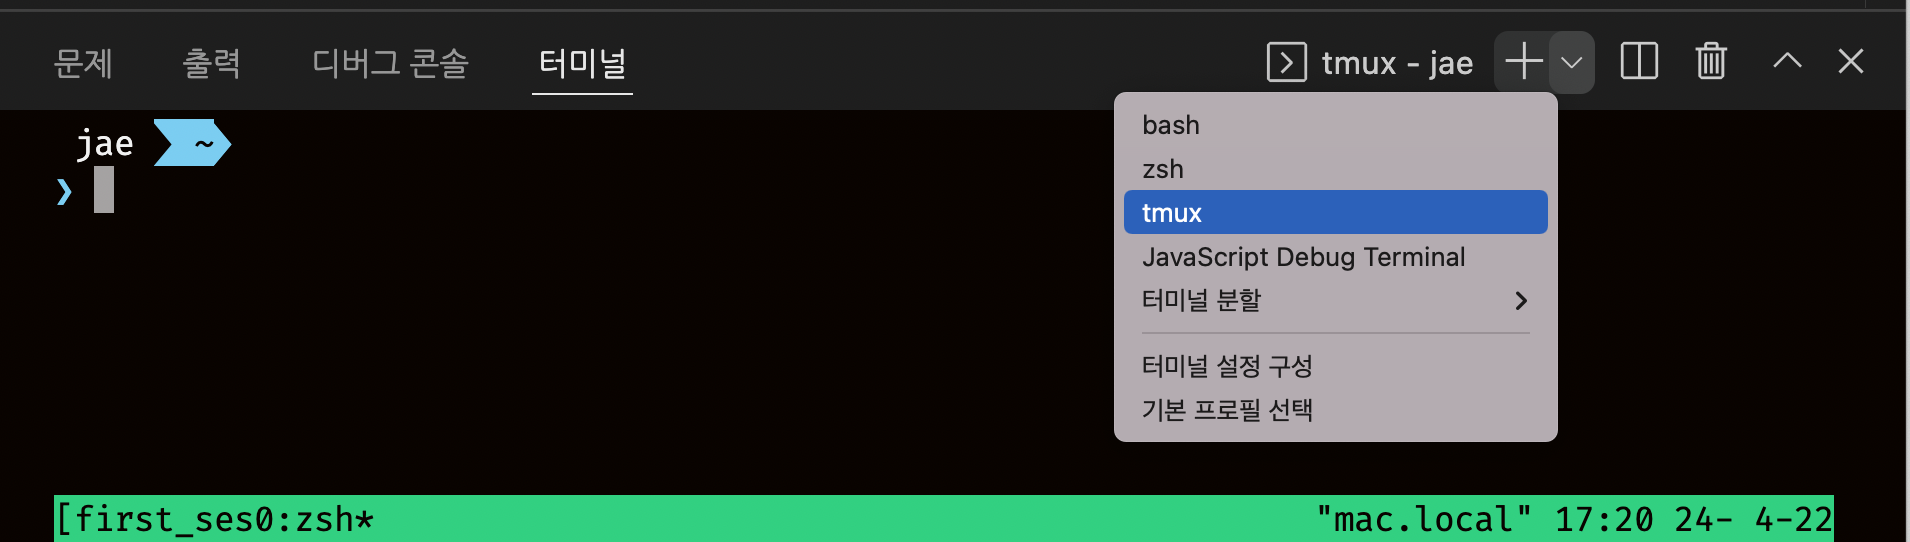 문제 출력 디버그 콘솔 터미널 tmux - jae
jae ~
❯
bash
zsh
tmux
JavaScript Debug Terminal
터미널 분할
터미널 설정 구성
기본 프로필 선택
[first_ses0:zsh* "mac.local" 17:20 24- 4-22